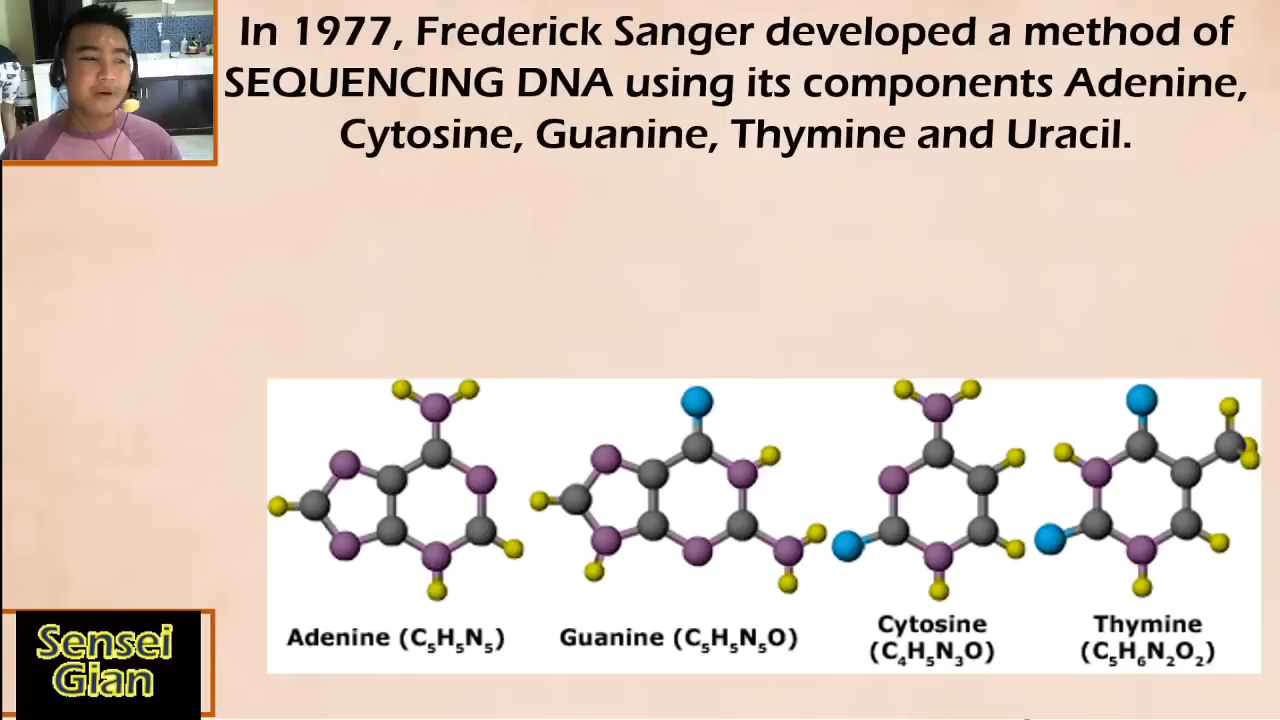 In 1977, Frederick Sanger developed a method of
SEQUENCING DNA using its components Adenine,
Cytosine, Guanine, Thymine and Uracil.
Adenine (C₅H₅N₅)
Guanine (C₅H₅N₅O)
Cytosine
(C₄H₅N₃O)
Thymine
(C₅H₆N₂O₂)
Sensei
Gian